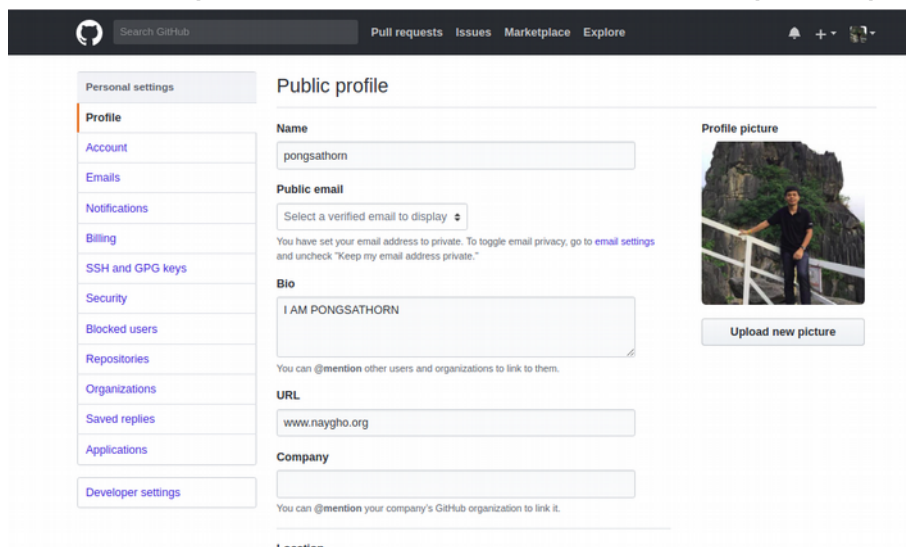 Search GitHub
Pull requests Issues Marketplace Explore
Personal settings
Profile
Account
Emails
Notifications
Billing
SSH and GPG keys
Security
Blocked users
Repositories
Organizations
Saved replies
Applications
Developer settings
Public profile
Name
pongsathorn
Public email
Select a verified email to display
You have set your email address to private. To toggle email privacy, go to email settings
and uncheck "Keep my email address private."
Bio
I AM PONGSATHORN
You can @mention other users and organizations to link to them.
URL
www.naygho.org
Company
You can @mention your company's GitHub organization to link it.
Location
Profile picture
Upload new picture